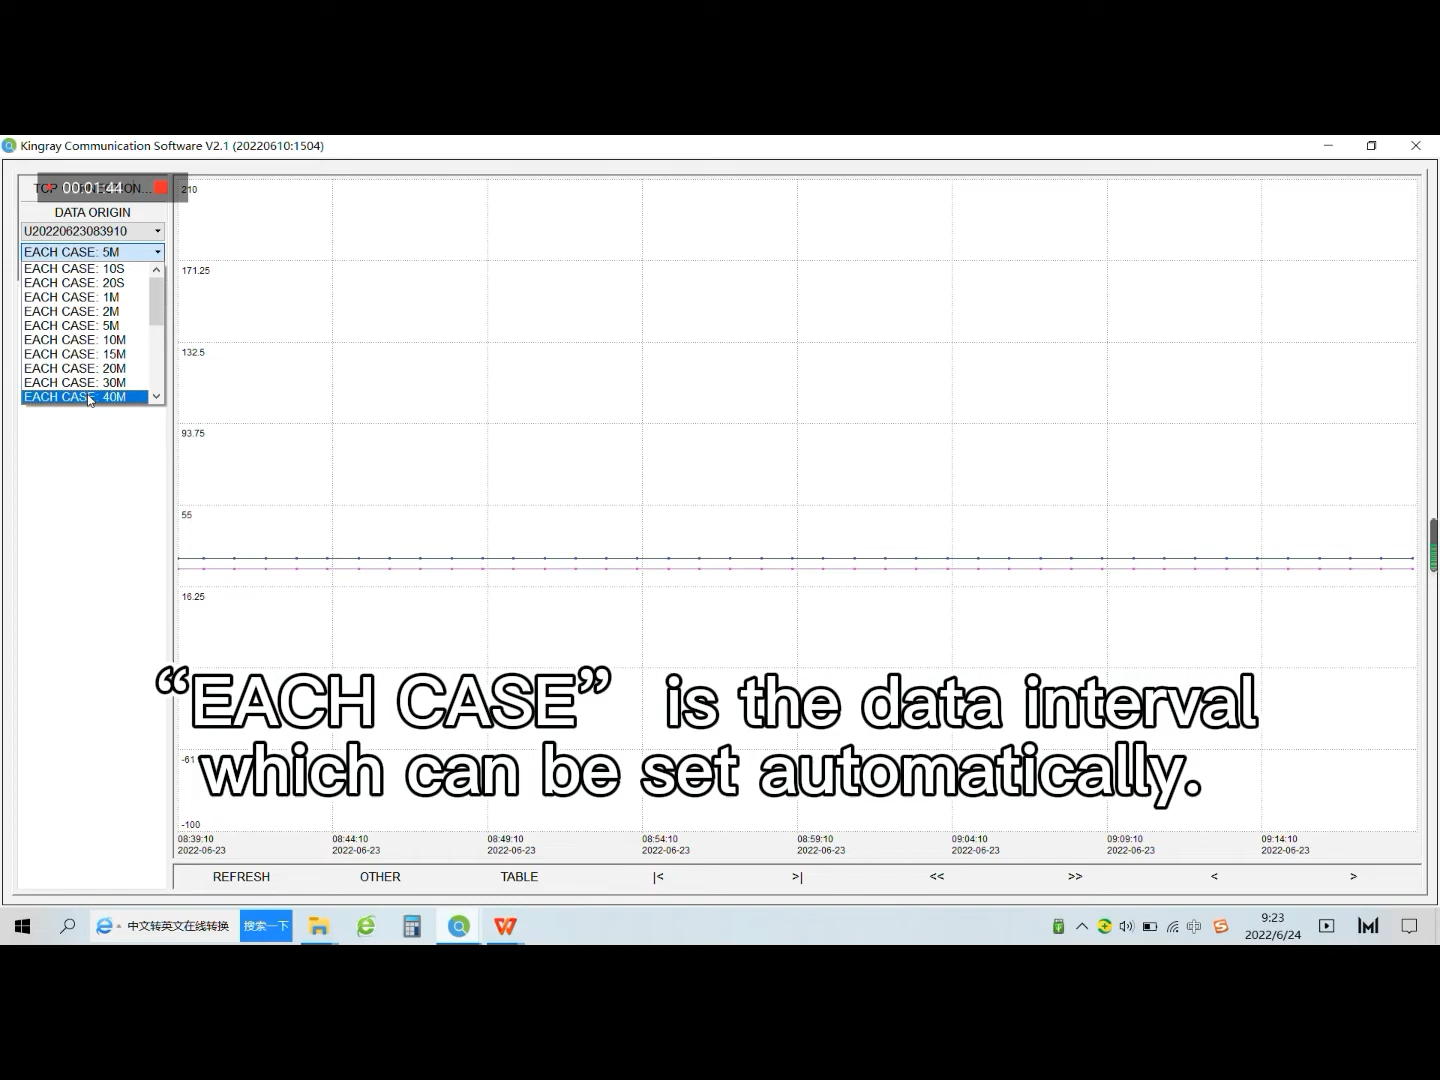 Kingray Communication Software V2.1 (20220610:1504)
00:01:44
DATA ORIGIN
U20220623083910
EACH CASE: 5M
EACH CASE: 10S
EACH CASE: 20S
EACH CASE: 1M
EACH CASE: 2M
EACH CASE: 5M
EACH CASE: 10M
EACH CASE: 15M
EACH CASE: 20M
EACH CASE: 30M
EACH CASE: 40M
210
171.25
132.5
93.75
55
16.25
-61
-100
“EACH CASE” is the data interval
which can be set automatically.
08:39:10 08:44:10 08:49:10 08:54:10 08:59:10 09:04:10 09:09:10 09:14:10
2022-06-23 2022-06-23 2022-06-23 2022-06-23 2022-06-23 2022-06-23 2022-06-23 2022-06-23
REFRESH OTHER TABLE |< >| << >> < >
中文转英文在线转换 搜索一下
中
9:23
2022/6/24